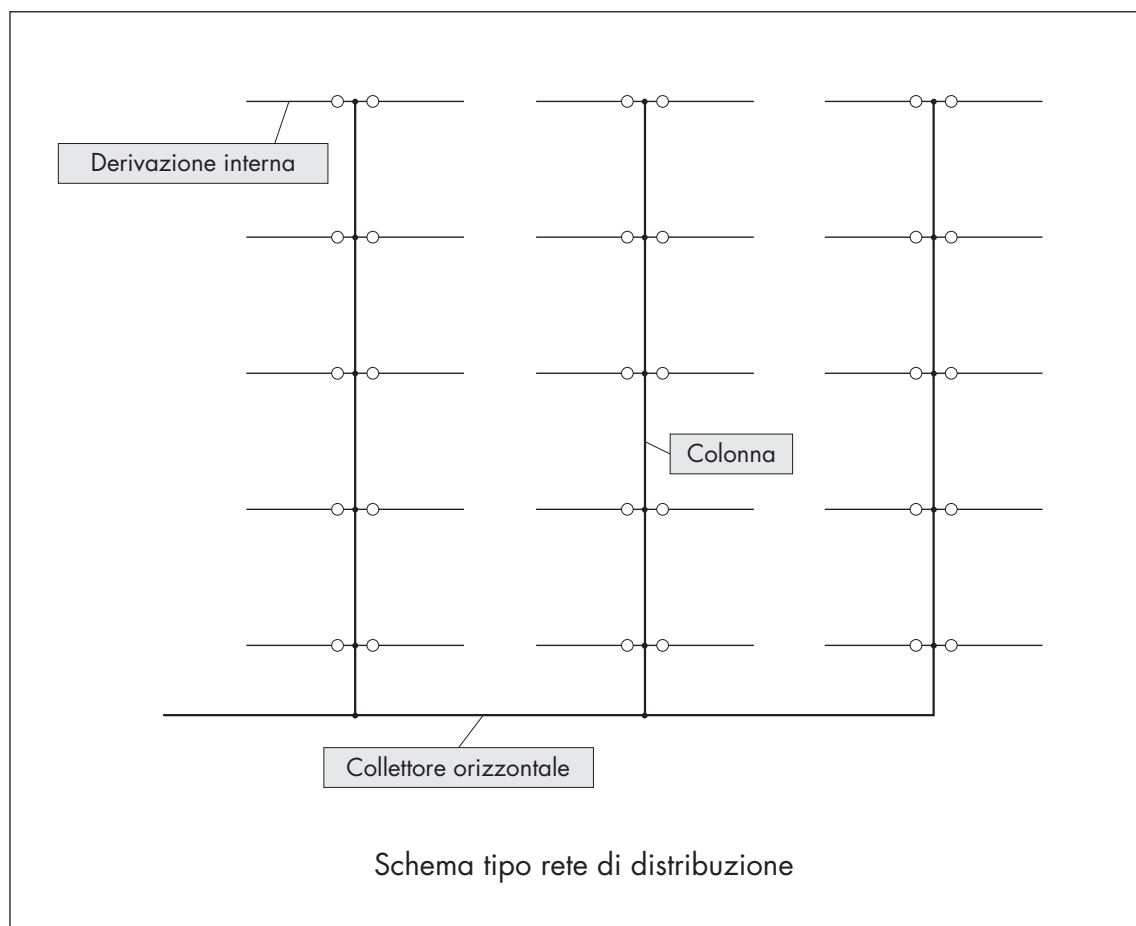 Derivazione interna
Colonna
Collettore orizzontale
Schema tipo rete di distribuzione